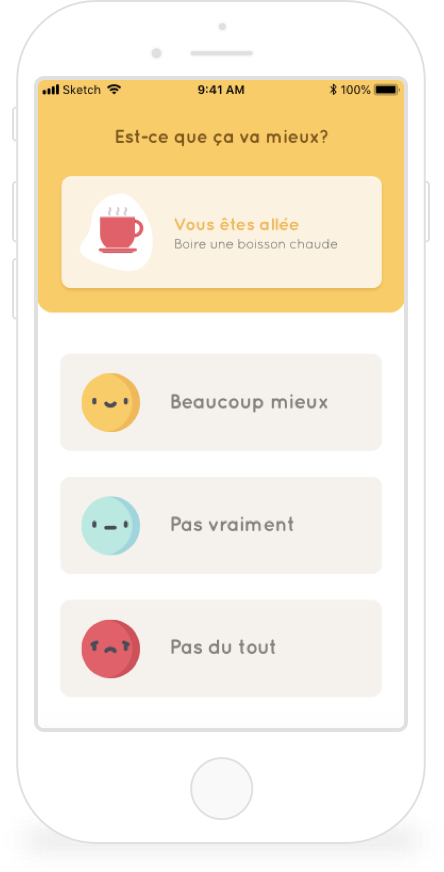 Sketch 9:41 AM 100%
Est-ce que ça va mieux?
Vous êtes allée
Boire une boisson chaude
Beaucoup mieux
Pas vraiment
Pas du tout